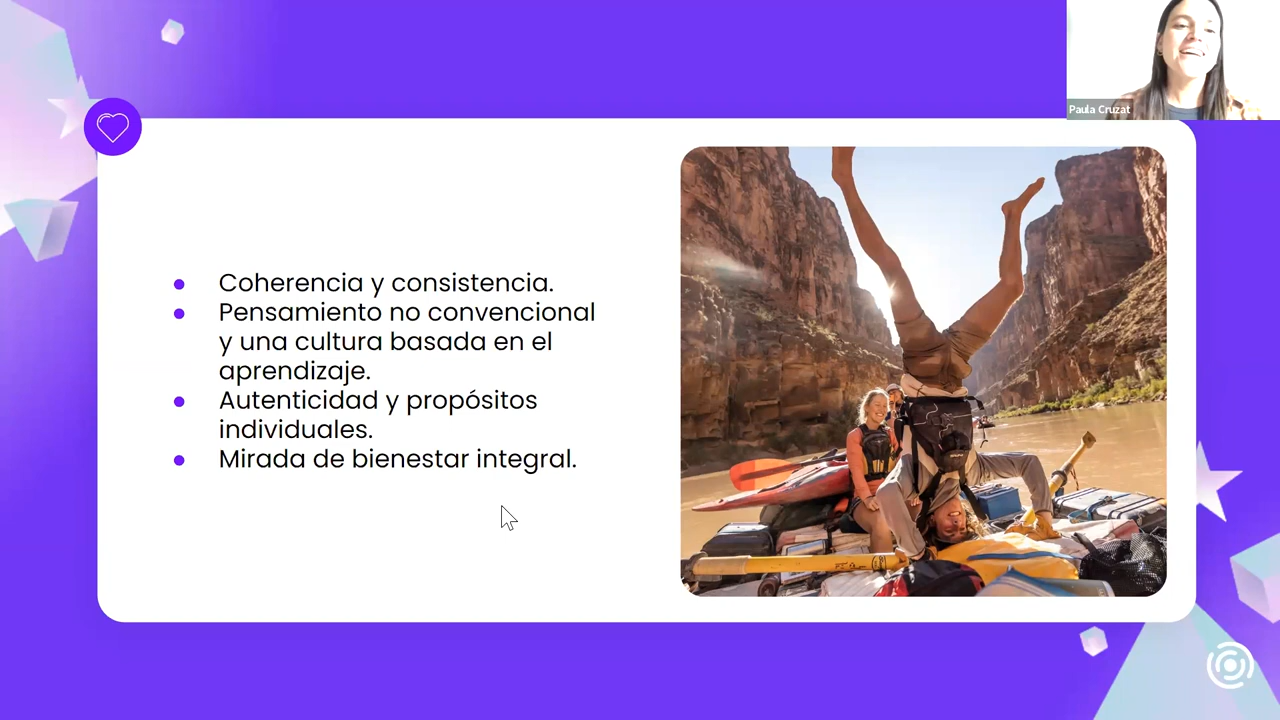 Paula Cruzat
Coherencia y consistencia.
Pensamiento no convencional
y una cultura basada en el
aprendizaje.
Autenticidad y propósitos
individuales.
Mirada de bienestar integral.